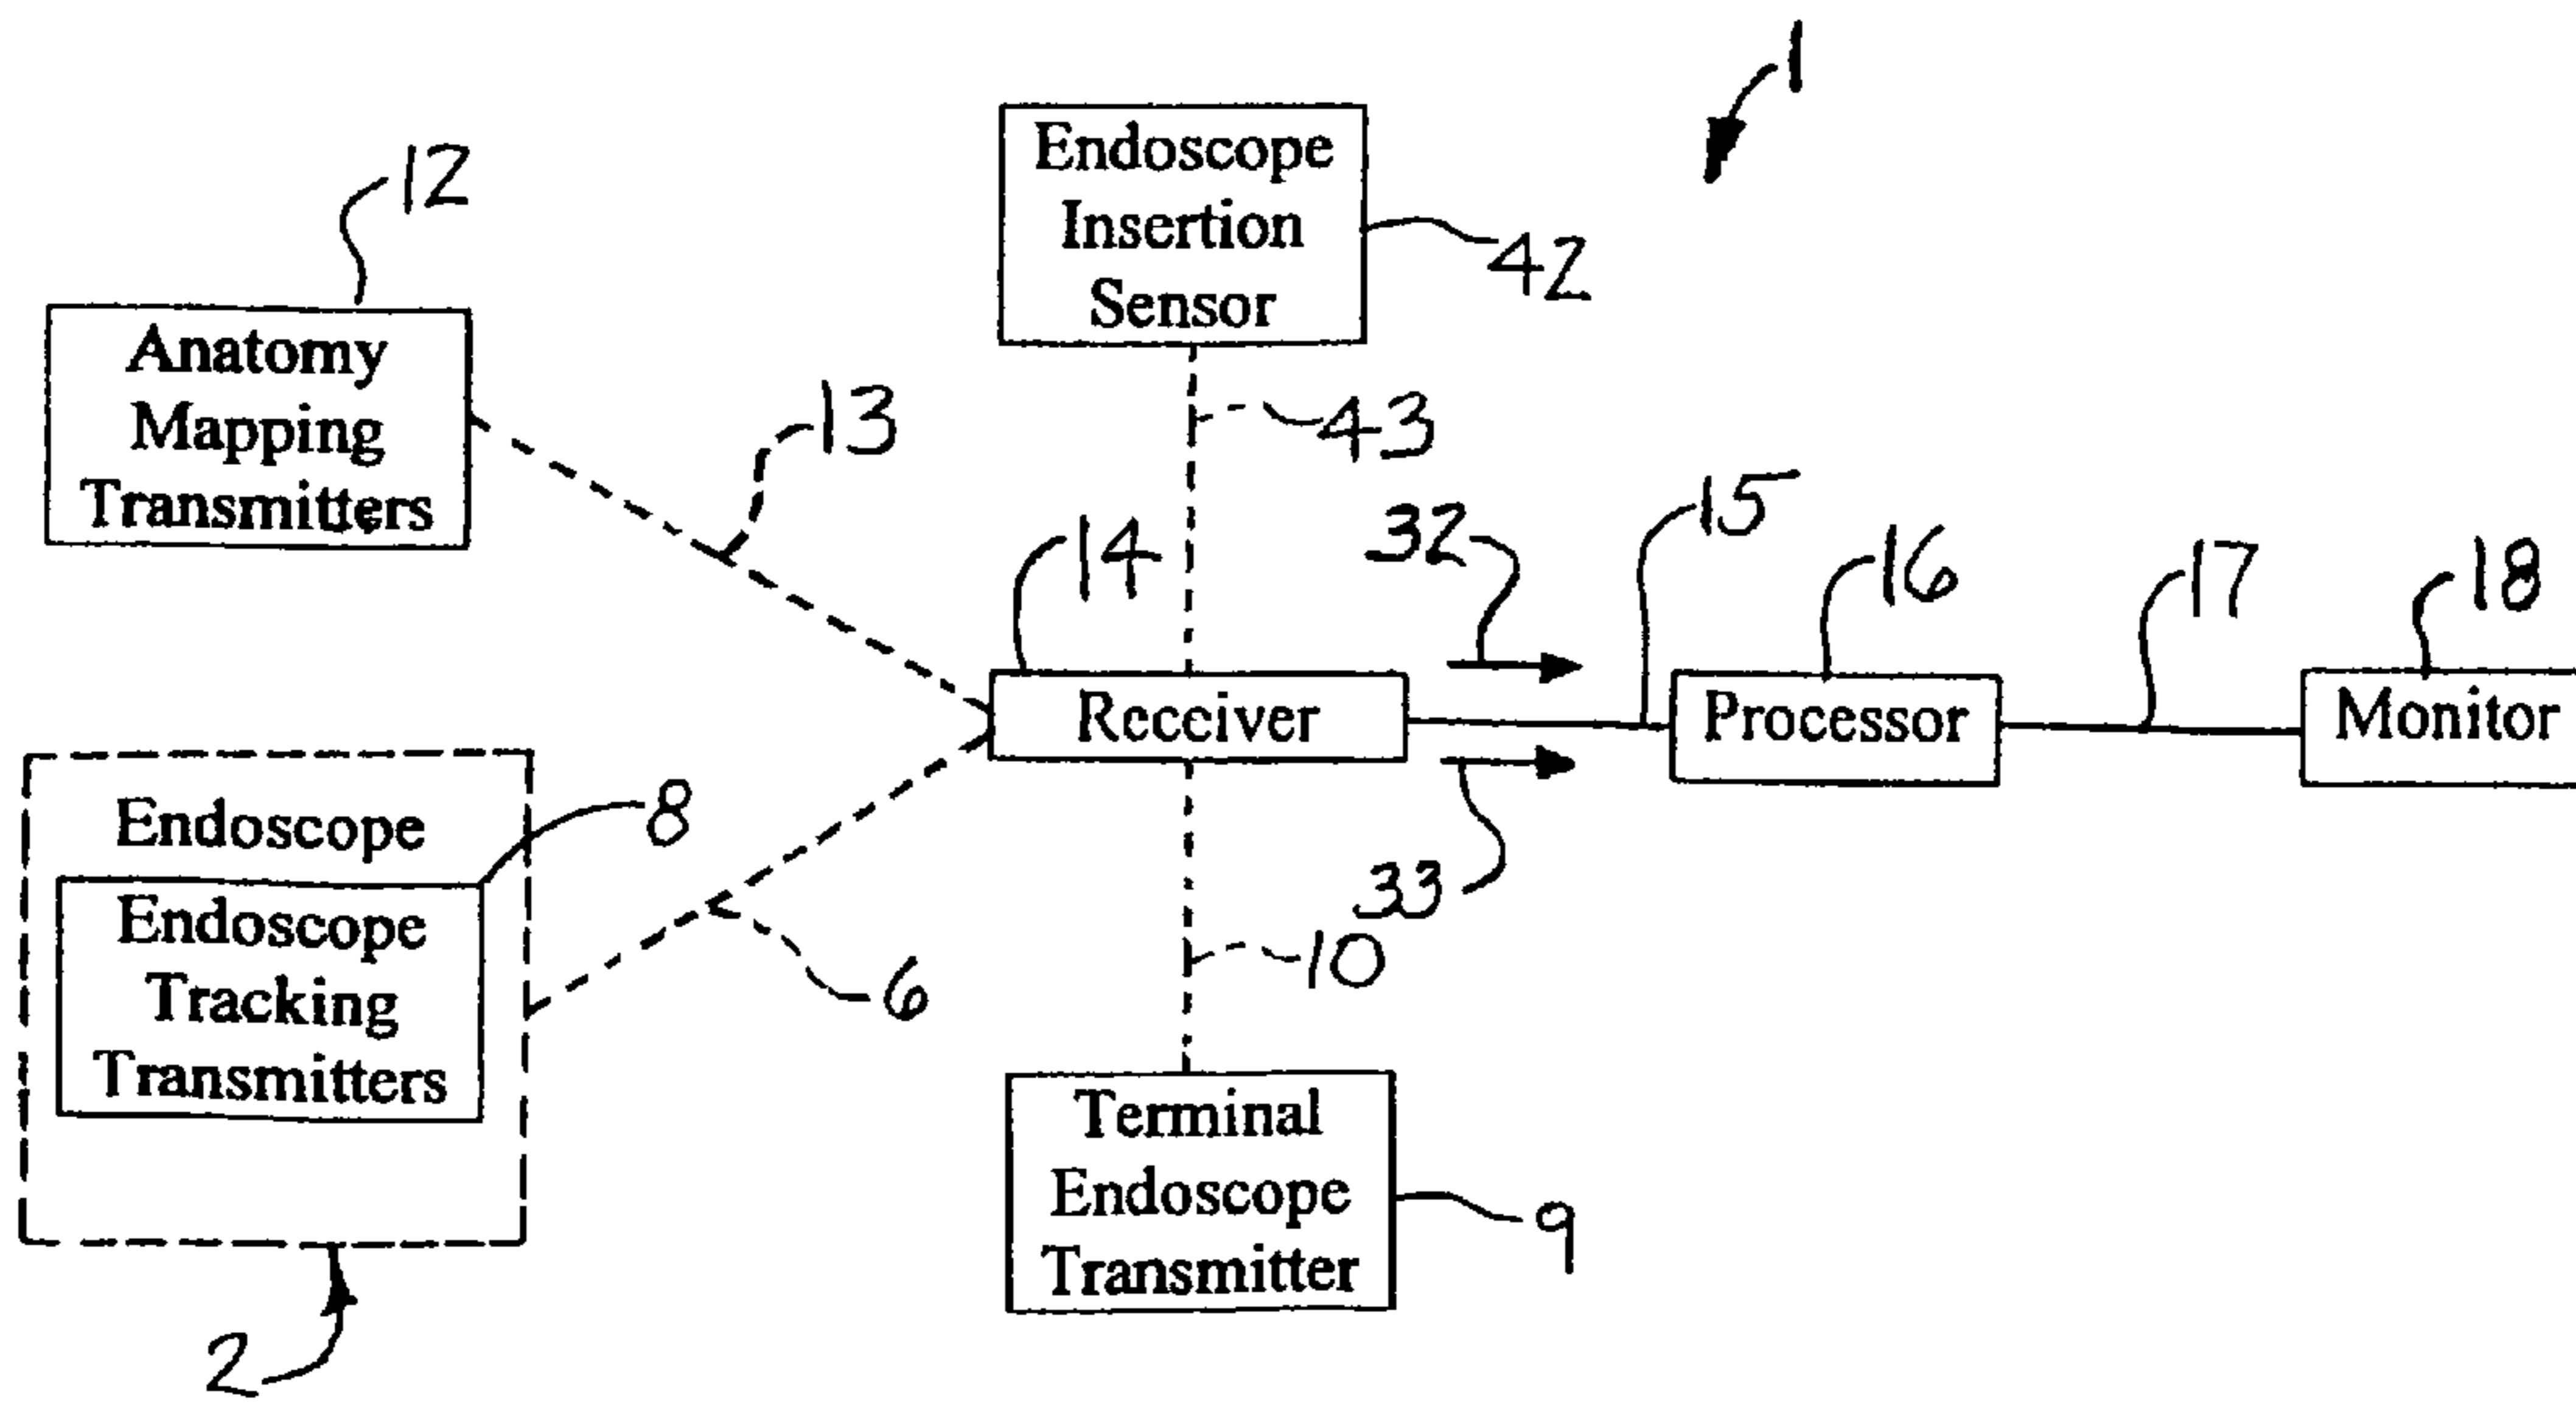 1
12
Endoscope
Insertion
Sensor
42
Anatomy
Mapping
Transmitters
13
43
14
32
15
16
17
18
Receiver
Processor
Monitor
33
Endoscope
8
Endoscope
Tracking
Transmitters
6
10
Terminal
Endoscope
Transmitter
9
2